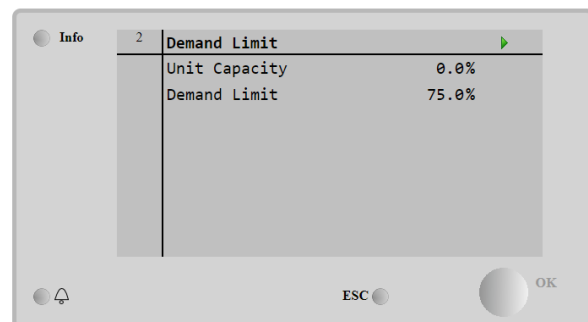 Info
2 Demand Limit
Unit Capacity 0.0%
Demand Limit 75.0%
ESC
OK